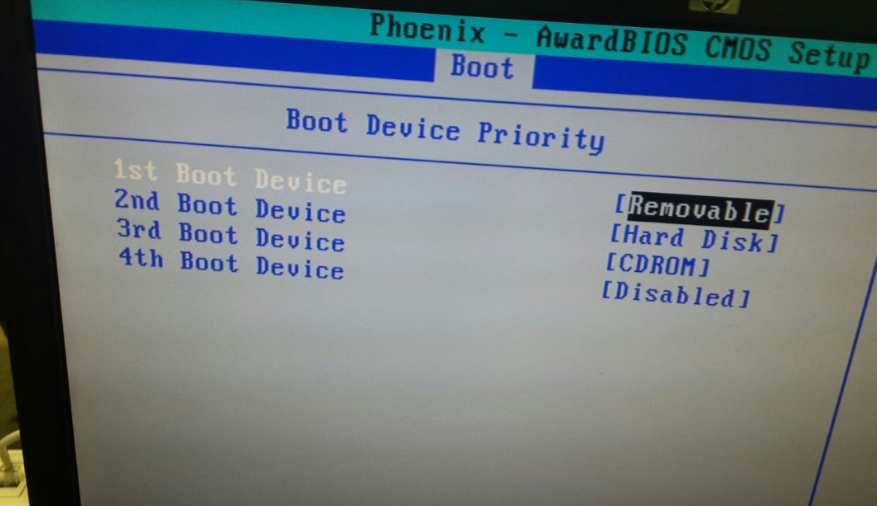 Phoenix - AwardBIOS CMOS Setup
Boot
Boot Device Priority
1st Boot Device [Removable]
2nd Boot Device [Hard Disk]
3rd Boot Device [CDROM]
4th Boot Device [Disabled]